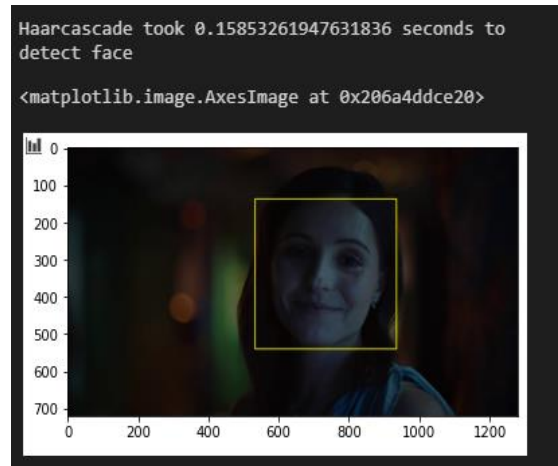 Haarcascade took 0.15853261947631836 seconds to
detect face
<matplotlib.image.AxesImage at 0x206a4ddce20>
0
100
200
300
400
500
600
700
0 200 400 600 800 1000 1200